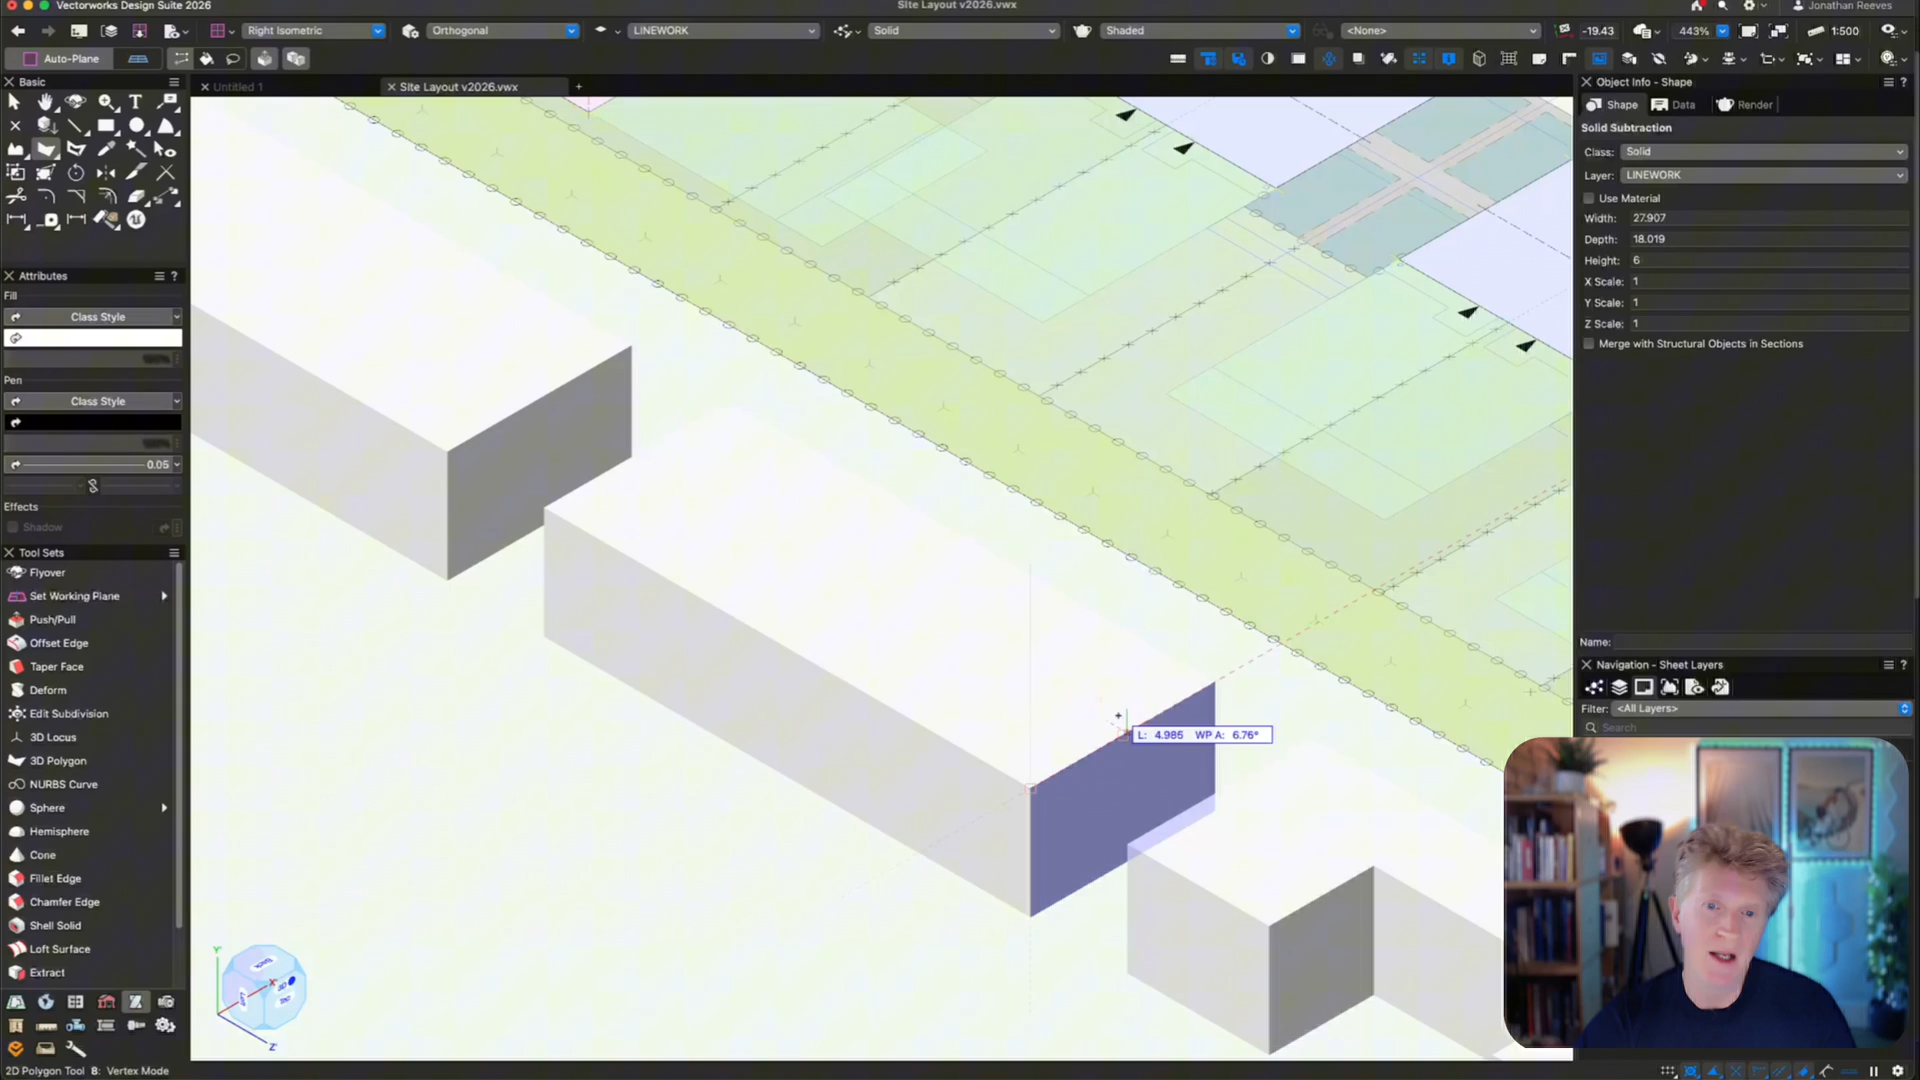 Vectorworks Design Suite 2026
Site Layout v2026.vwx
Jonathan Reeves
Right Isometric
Orthogonal
LINEWORK
Solid
Shaded
<None>
-19.43
443%
1:500
Auto-Plane
Basic
Untitled 1
Site Layout v2026.vwx
Object Info - Shape
Shape
Data
Render
Solid Subtraction
Class:
Solid
Layer:
LINEWORK
Use Material
Width:
27.907
Depth:
18.019
Height:
6
X Scale:
1
Y Scale:
1
Z Scale:
1
Merge with Structural Objects in Sections
Name:
Navigation - Sheet Layers
Filter:
<All Layers>
Search
Attributes
Fill
Class Style
Pen
Class Style
0.05
Effects
Shadow
Tool Sets
Flyover
Set Working Plane
Push/Pull
Offset Edge
Taper Face
Deform
Edit Subdivision
3D Locus
3D Polygon
NURBS Curve
Sphere
Hemisphere
Cone
Fillet Edge
Chamfer Edge
Shell Solid
Loft Surface
Extract
L: 4.985 WP A: 6.76°
2D Polygon Tool B: Vertex Mode